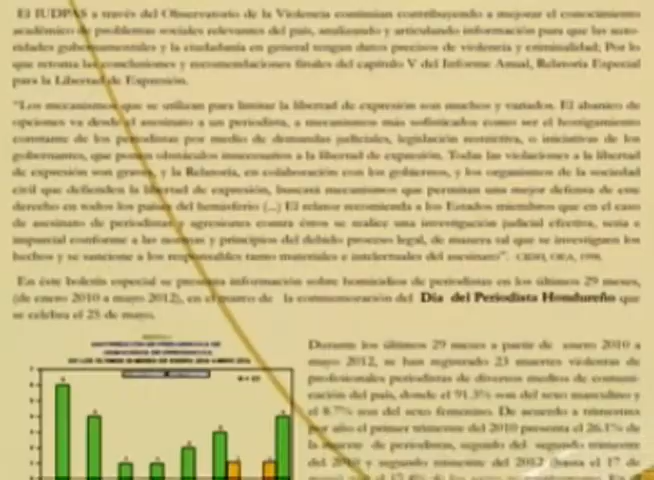 El IUDPAS a través del Observatorio de la Violencia continúan contribuyendo a mejorar el conocimiento
académico de problemas sociales relevantes del país, analizando y articulando información para que las auto-
ridades gubernamentales y la ciudadanía en general tengan datos precisos de violencia y criminalidad; Por lo
que retoma las conclusiones y recomendaciones finales del capítulo V del Informe Anual, Relatoría Especial
para la Libertad de Expresión.
"Los mecanismos que se utilizan para limitar la libertad de expresión son muchos y variados. El abanico de
opciones va desde el asesinato a un periodista, a mecanismos más sofisticados como ser el hostigamiento
constante de los periodistas por medio de demandas judiciales, legislación restrictiva, o iniciativas de los
gobernantes, que ponen obstáculos innecesarios a la libertad de expresión. Todas las violaciones a la libertad
de expresión son graves, y la Relatoría, en colaboración con los gobiernos, y los organismos de la sociedad
civil que defienden la libertad de expresión, buscará mecanismos que permitan una mejor defensa de este
derecho en todos los países del hemisferio (...) El relator recomienda a los Estados miembros que en el caso
de asesinato de periodistas y agresiones contra éstos se realice una investigación judicial efectiva, seria e
imparcial conforme a las normas y principios del debido proceso legal, de manera tal que se investiguen los
hechos y se sancione a los responsables tanto materiales e intelectuales del asesinato". CIDH, OEA, 1998.
En éste boletín especial se presenta información sobre homicidios de periodistas en los últimos 29 meses,
(de enero 2010 a mayo 2012), en el marco de la conmemoración del Día del Periodista Hondureño que
se celebra el 25 de mayo.
Durante los últimos 29 meses a partir de enero 2010 a
mayo 2012, se han registrado 23 muertes violentas de
profesionales periodistas de diversos medios de comuni-
cación del país, donde el 91.3% son del sexo masculino y
el 8.7% son del sexo femenino. De acuerdo a trimestres
por año el primer trimestre del 2010 presenta el 26.1% de
la muerte de periodistas, seguido del segundo trimestre
del 2010 y segundo trimestre del 2012 (hasta el 17 de